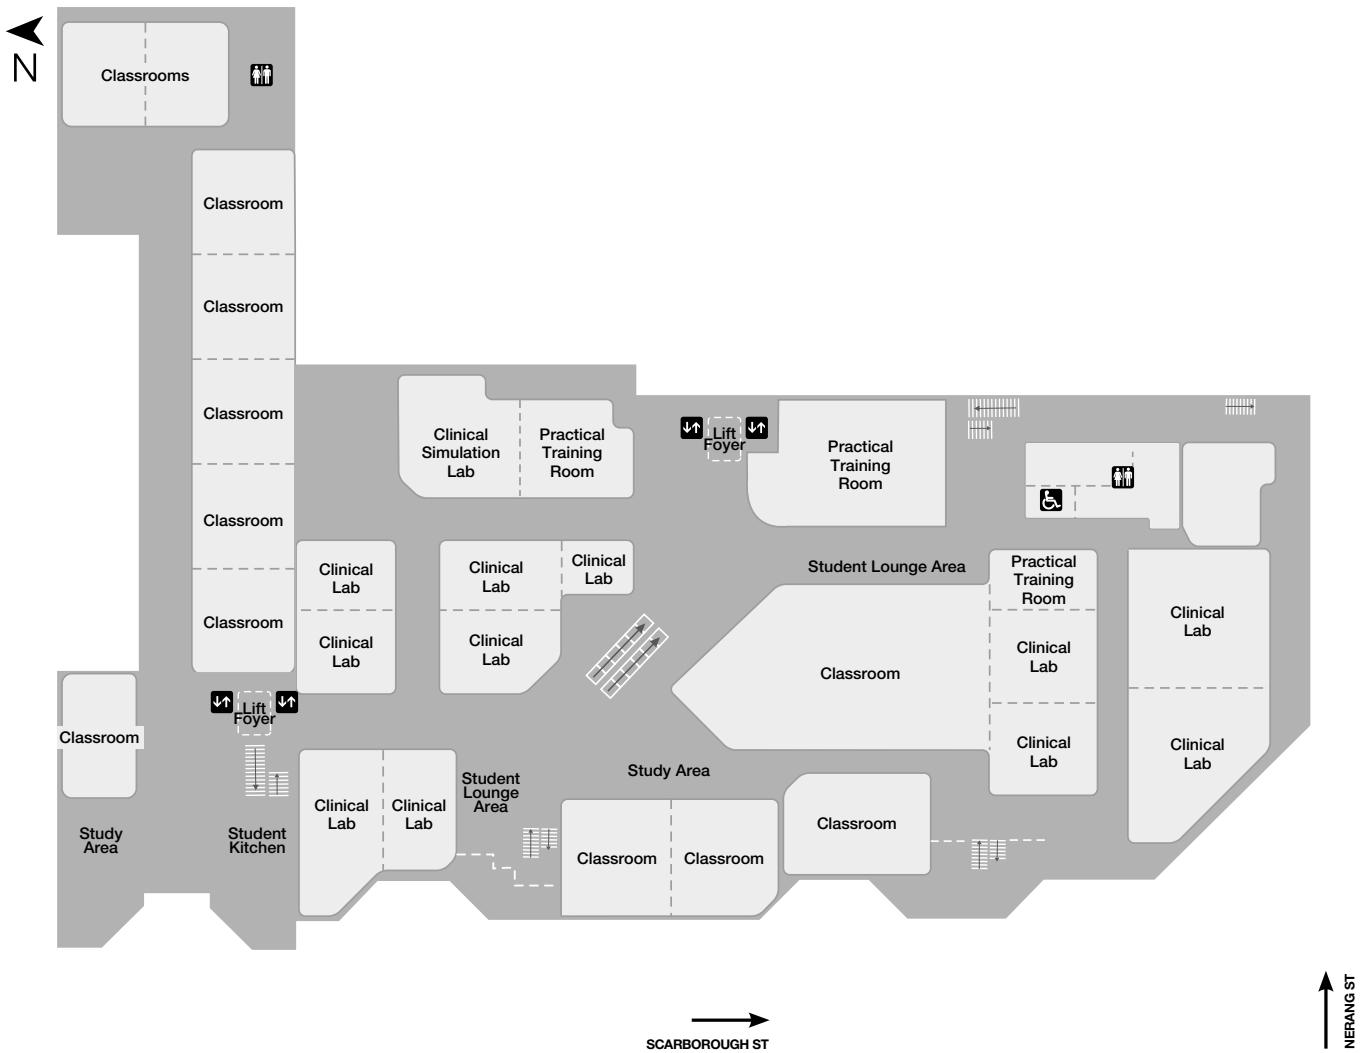 N
Classrooms
Classroom
Classroom
Classroom
Classroom
Classroom
Clinical
Simulation
Lab
Practical
Training
Room
Lift
Foyer
Practical
Training
Room
Clinical
Lab
Clinical
Lab
Clinical
Lab
Clinical
Lab
Clinical
Lab
Student Lounge Area
Practical
Training
Room
Clinical
Lab
Clinical
Lab
Classroom
Clinical
Lab
Clinical
Lab
Classroom
Lift
Foyer
Study
Area
Student
Kitchen
Clinical
Lab
Clinical
Lab
Student
Lounge
Area
Study Area
Classroom
Classroom
Classroom
SCARBOROUGH ST
NERANG ST